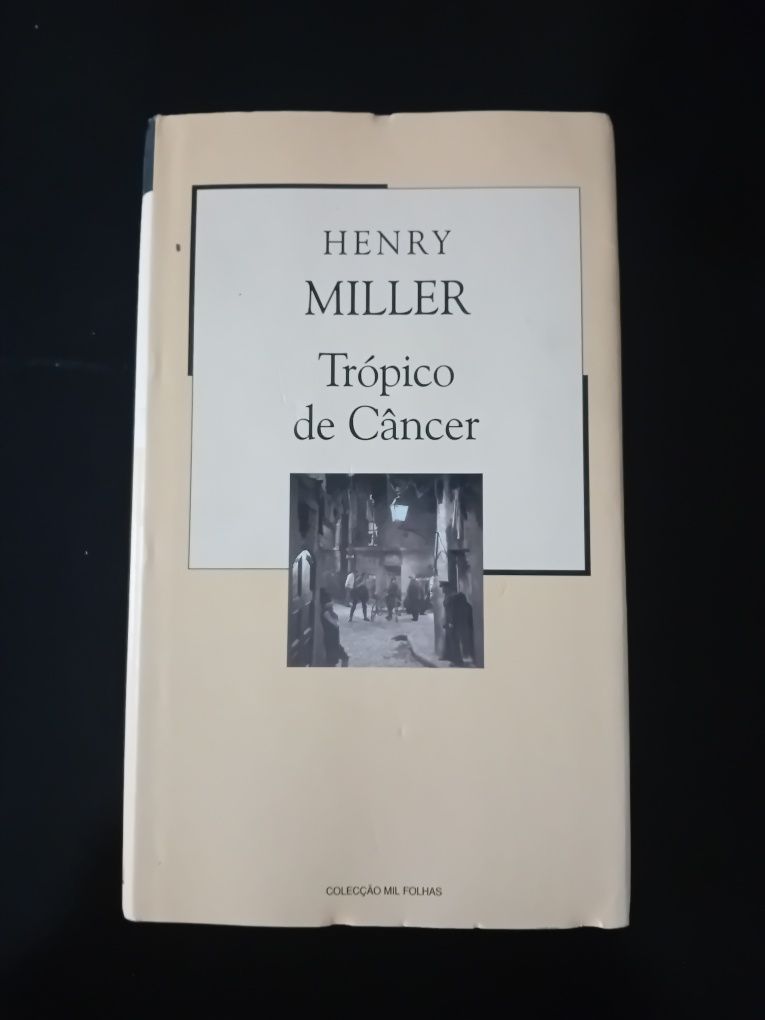 HENRY
MILLER
Trópico
de Câncer
COLECÇÃO MIL FOLHAS